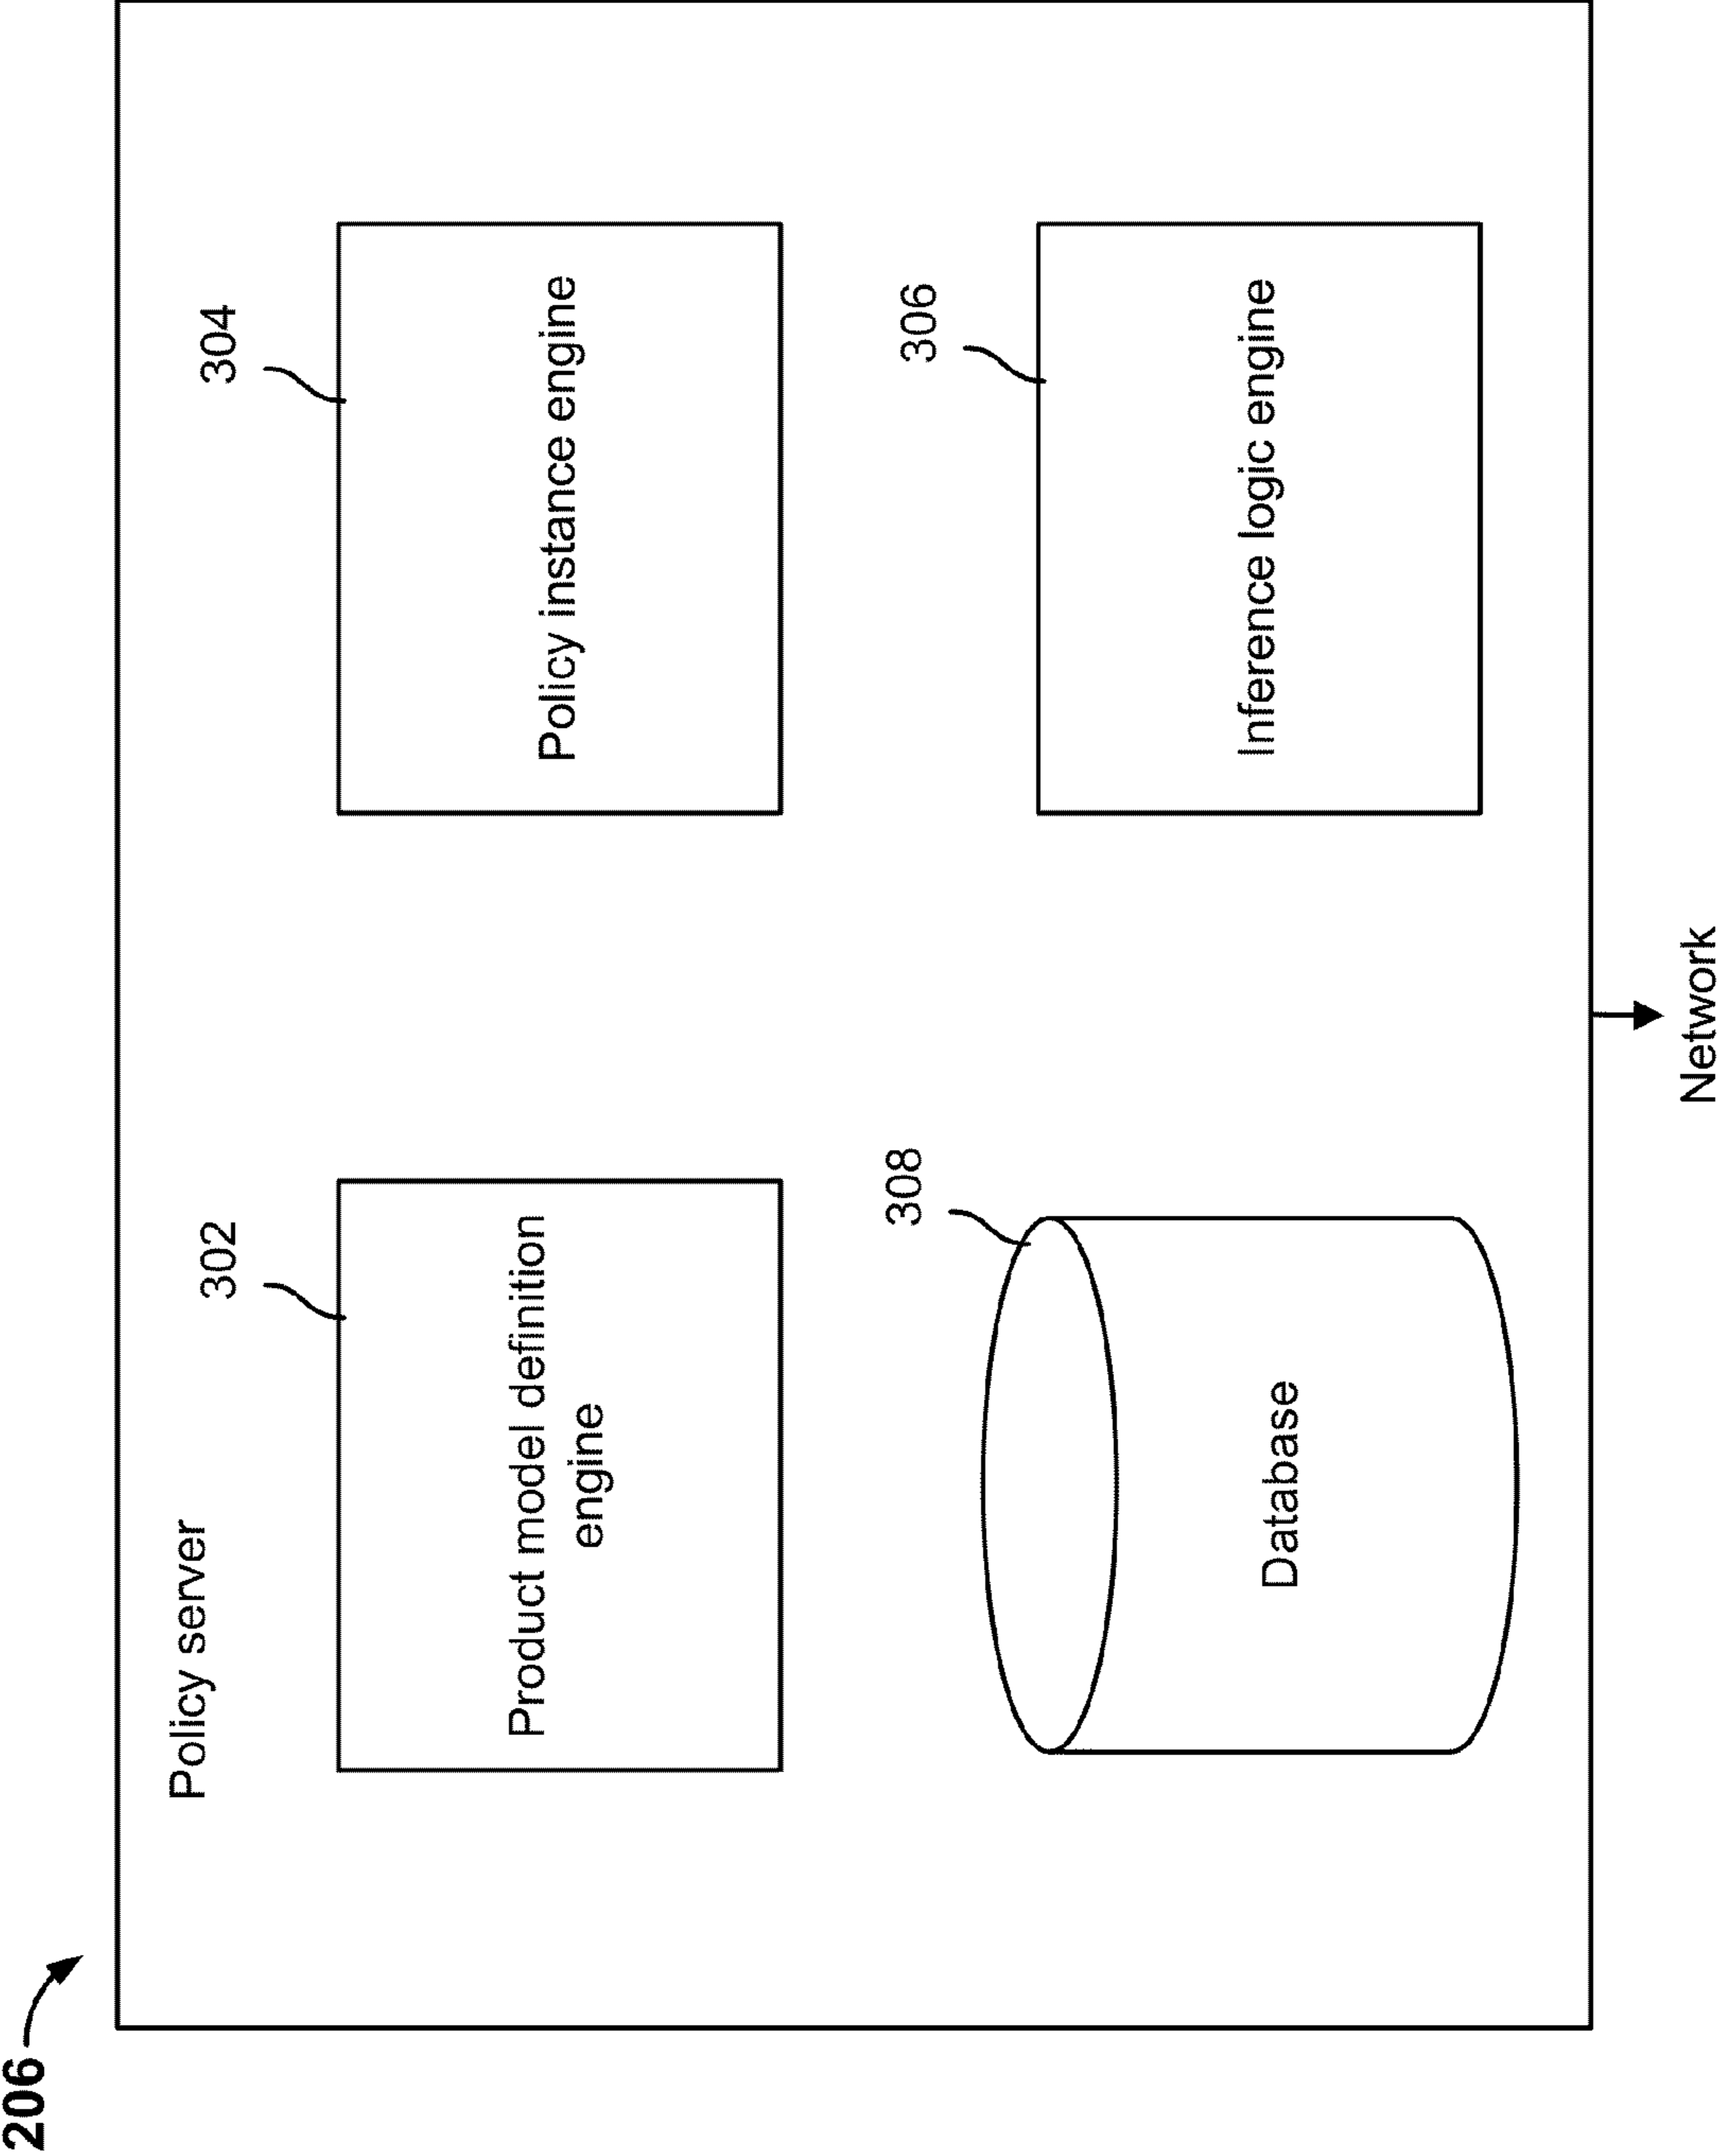 206
Policy server
302
Product model definition
engine
304
Policy instance engine
308
Database
306
Inference logic engine
Network